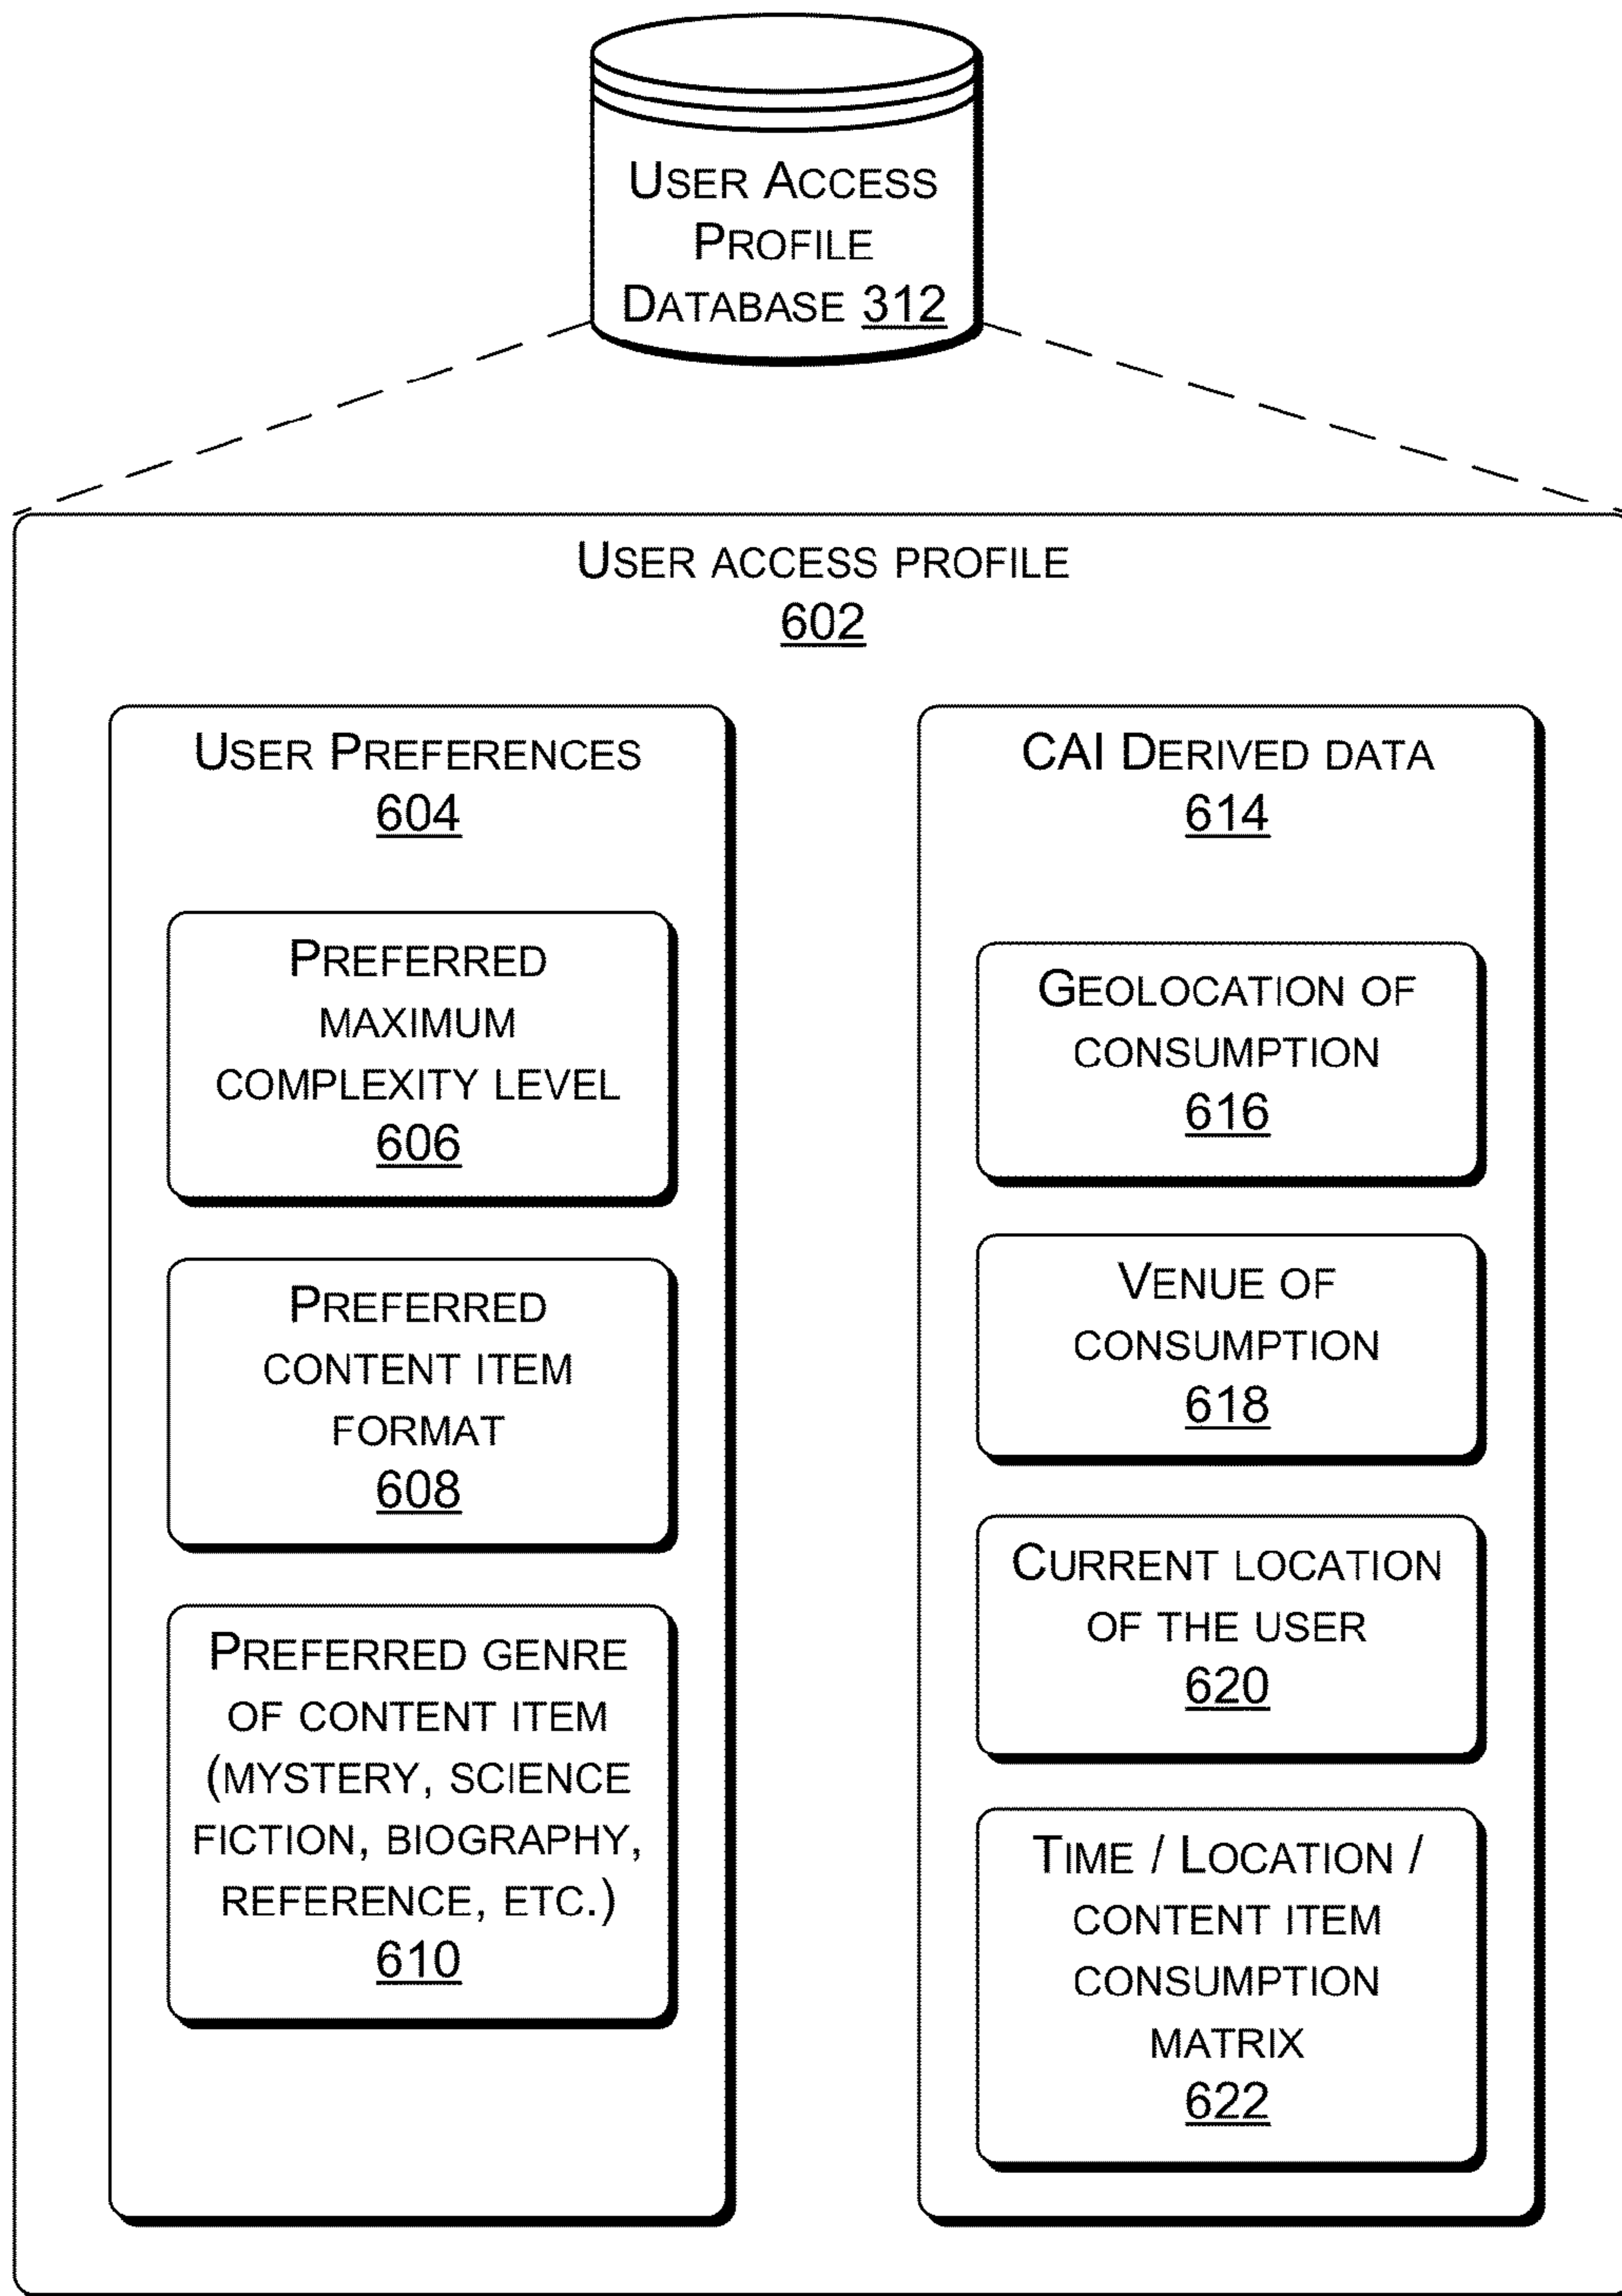 USER ACCESS
PROFILE
DATABASE 312
USER ACCESS PROFILE
602
USER PREFERENCES
604
PREFERRED
MAXIMUM
COMPLEXITY LEVEL
606
PREFERRED
CONTENT ITEM
FORMAT
608
PREFERRED GENRE
OF CONTENT ITEM
(MYSTERY, SCIENCE
FICTION, BIOGRAPHY,
REFERENCE, ETC.)
610
CAI DERIVED DATA
614
GEOLOCATION OF
CONSUMPTION
616
VENUE OF
CONSUMPTION
618
CURRENT LOCATION
OF THE USER
620
TIME / LOCATION /
CONTENT ITEM
CONSUMPTION
MATRIX
622